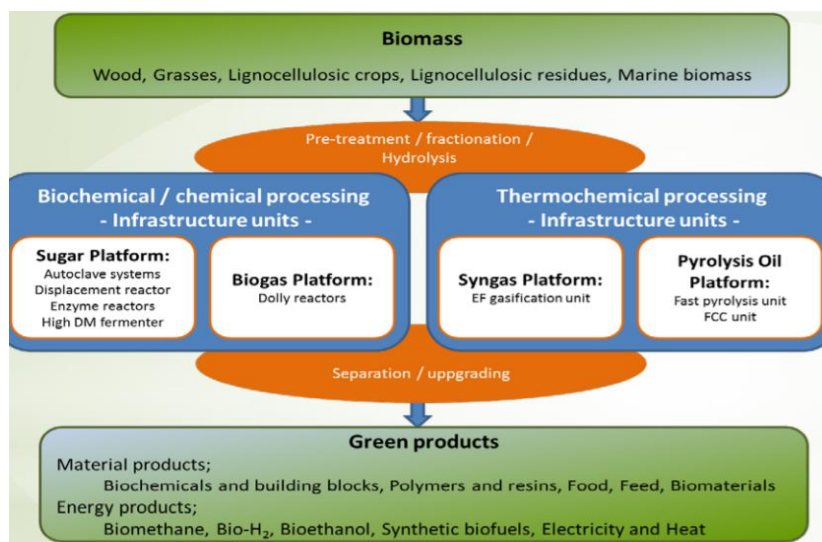 Biomass
Wood, Grasses, Lignocellulosic crops, Lignocellulosic residues, Marine biomass
Pre-treatment / fractionation /
Hydrolysis
Biochemical / chemical processing
- Infrastructure units -
Sugar Platform:
Autoclave systems
Displacement reactor
Enzyme reactors
High DM fermenter
Biogas Platform:
Dolly reactors
Thermochemical processing
- Infrastructure units -
Syngas Platform:
EF gasification unit
Pyrolysis Oil
Platform:
Fast pyrolysis unit
FCC unit
Separation / uppgrading
Green products
Material products;
Biochemicals and building blocks, Polymers and resins, Food, Feed, Biomaterials
Energy products;
Biomethane, Bio-H₂, Bioethanol, Synthetic biofuels, Electricity and Heat